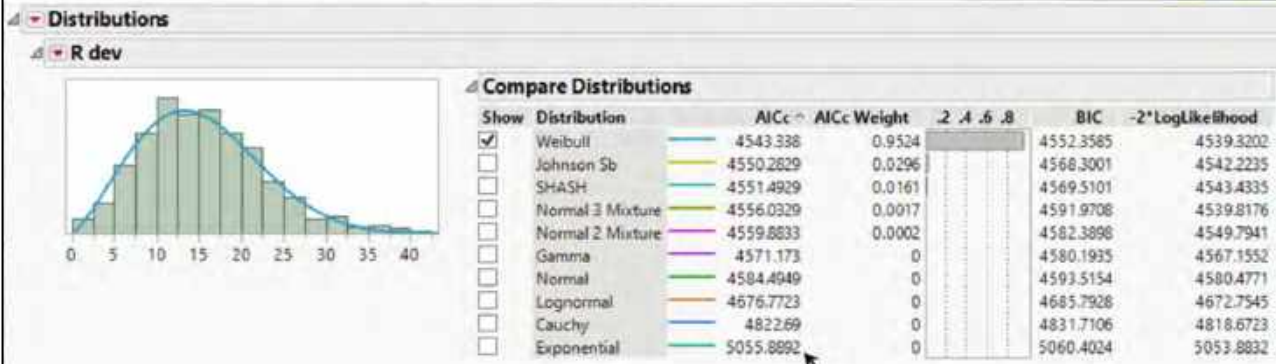 Distributions
R dev
Compare Distributions
Show Distribution AICc AICc Weight .2 .4 .6 .8 BIC -2*LogLikelihood
Weibull 4543.338 0.9524 4552.3585 4539.3202
Johnson Sb 4550.2829 0.0296 4568.3001 4542.2235
SHASH 4551.4929 0.0161 4569.5101 4543.4335
Normal 3 Mixture 4556.0329 0.0017 4591.9708 4539.8176
Normal 2 Mixture 4559.8833 0.0002 4582.3898 4549.7941
Gamma 4571.173 0 4580.1935 4567.1552
Normal 4584.4949 0 4593.5154 4580.4771
Lognormal 4676.7723 0 4685.7928 4672.7545
Cauchy 4822.69 0 4831.7106 4818.6723
Exponential 5055.8892 0 5060.4024 5053.8832
0 5 10 15 20 25 30 35 40